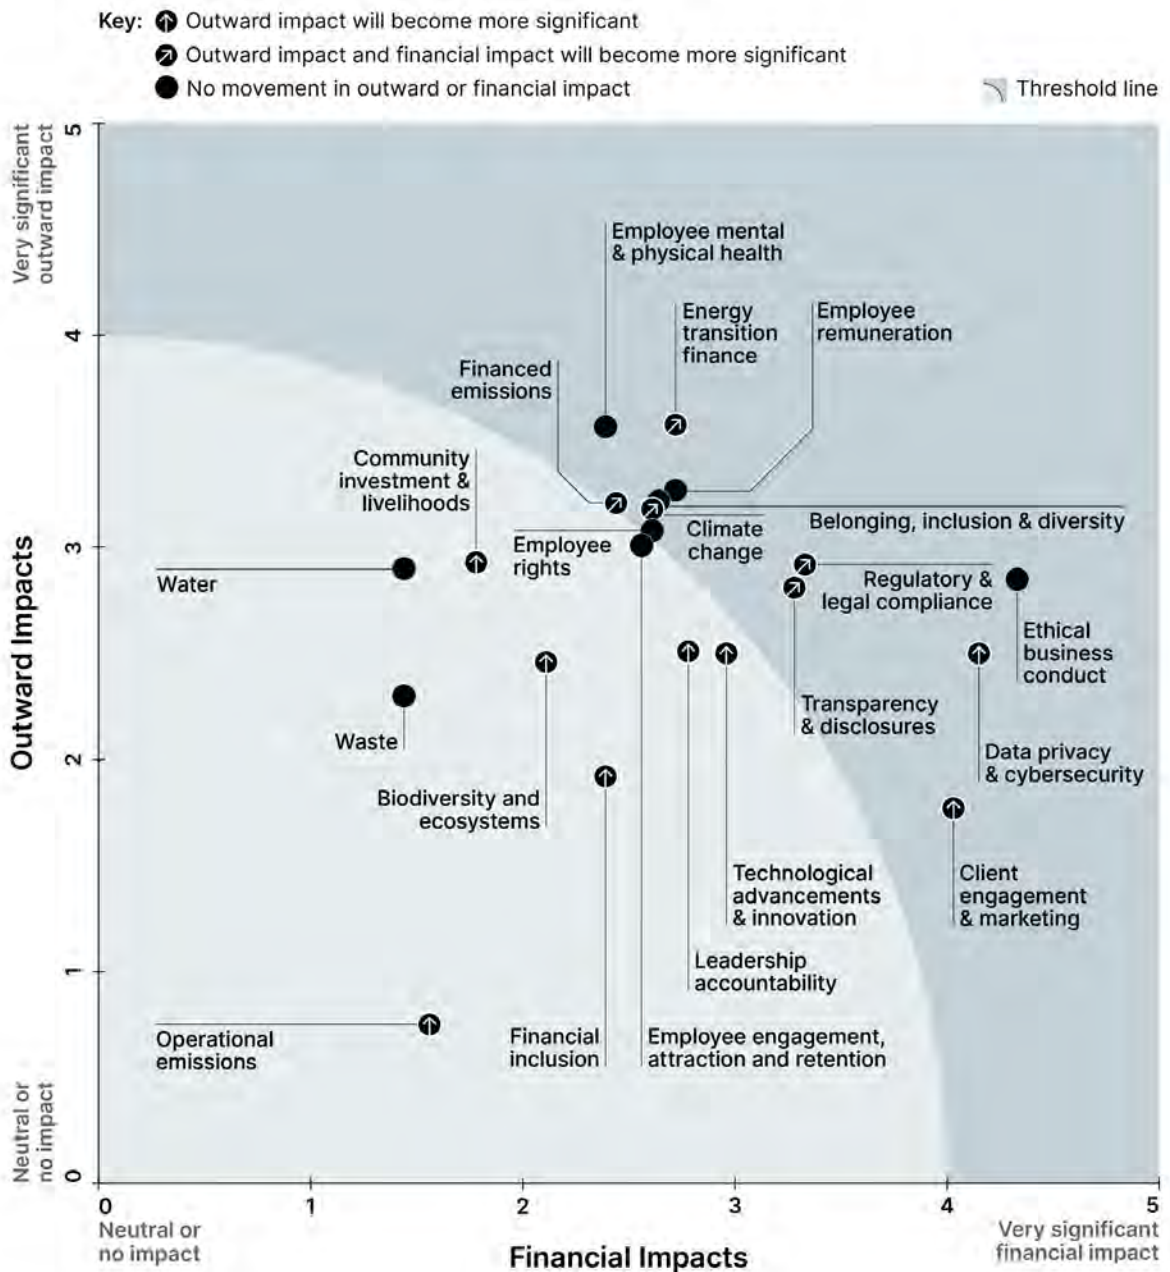 Key: Outward impact will become more significant
Outward impact and financial impact will become more significant
No movement in outward or financial impact
Threshold line
Very significant
outward impact
5
4
3
2
1
0
Outward Impacts
Neutral or
no impact
Employee mental
& physical health
Energy
transition
finance
Employee
remuneration
Financed
emissions
Community
investment &
livelihoods
Belonging, inclusion & diversity
Climate
change
Employee
rights
Water
Regulatory &
legal compliance
Ethical
business
conduct
Transparency
& disclosures
Waste
Data privacy
& cybersecurity
Biodiversity and
ecosystems
Technological
advancements
& innovation
Client
engagement
& marketing
Leadership
accountability
Operational
emissions
Financial
inclusion
Employee engagement,
attraction and retention
0
1
2
3
4
5
Neutral or
no impact
Financial Impacts
Very significant
financial impact